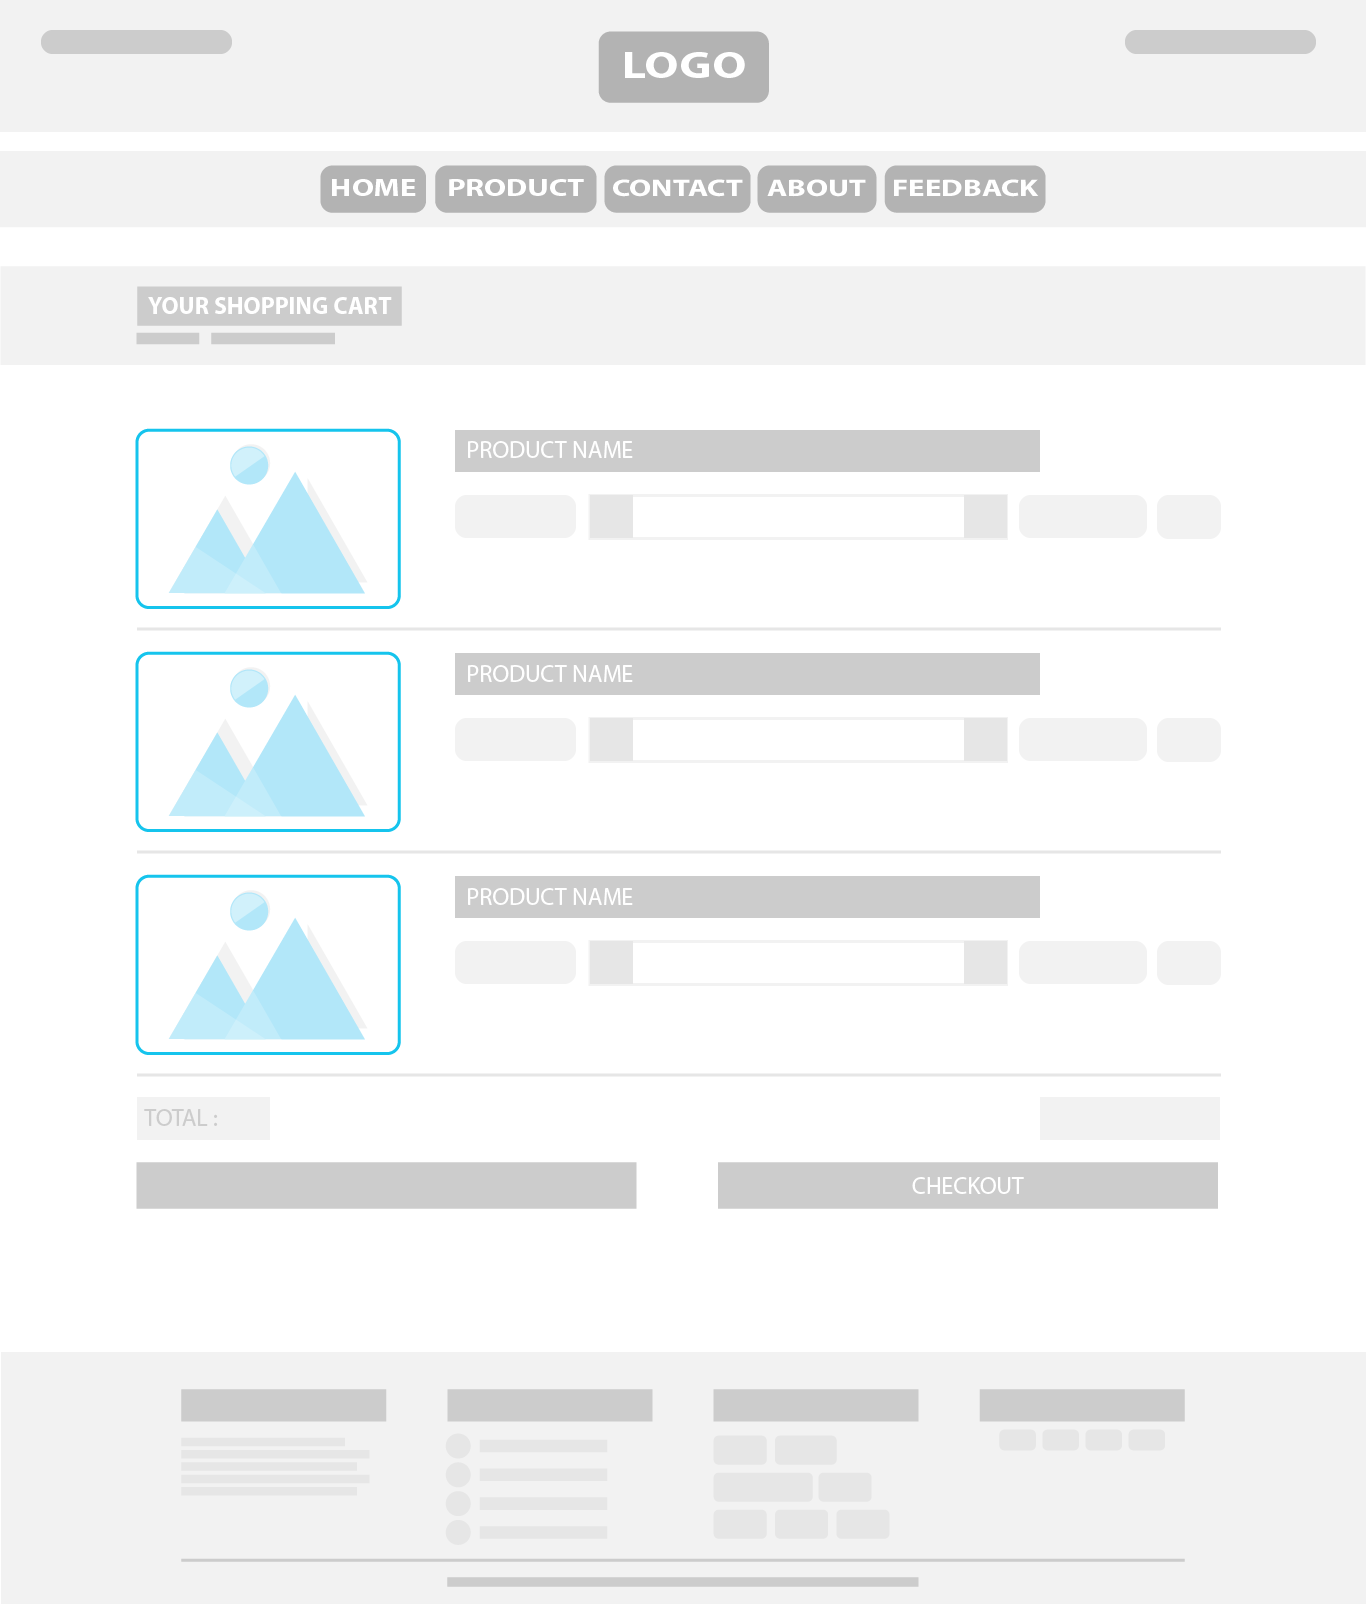 LOGO
HOME PRODUCT CONTACT ABOUT FEEDBACK
YOUR SHOPPING CART
PRODUCT NAME
PRODUCT NAME
PRODUCT NAME
TOTAL :
CHECKOUT